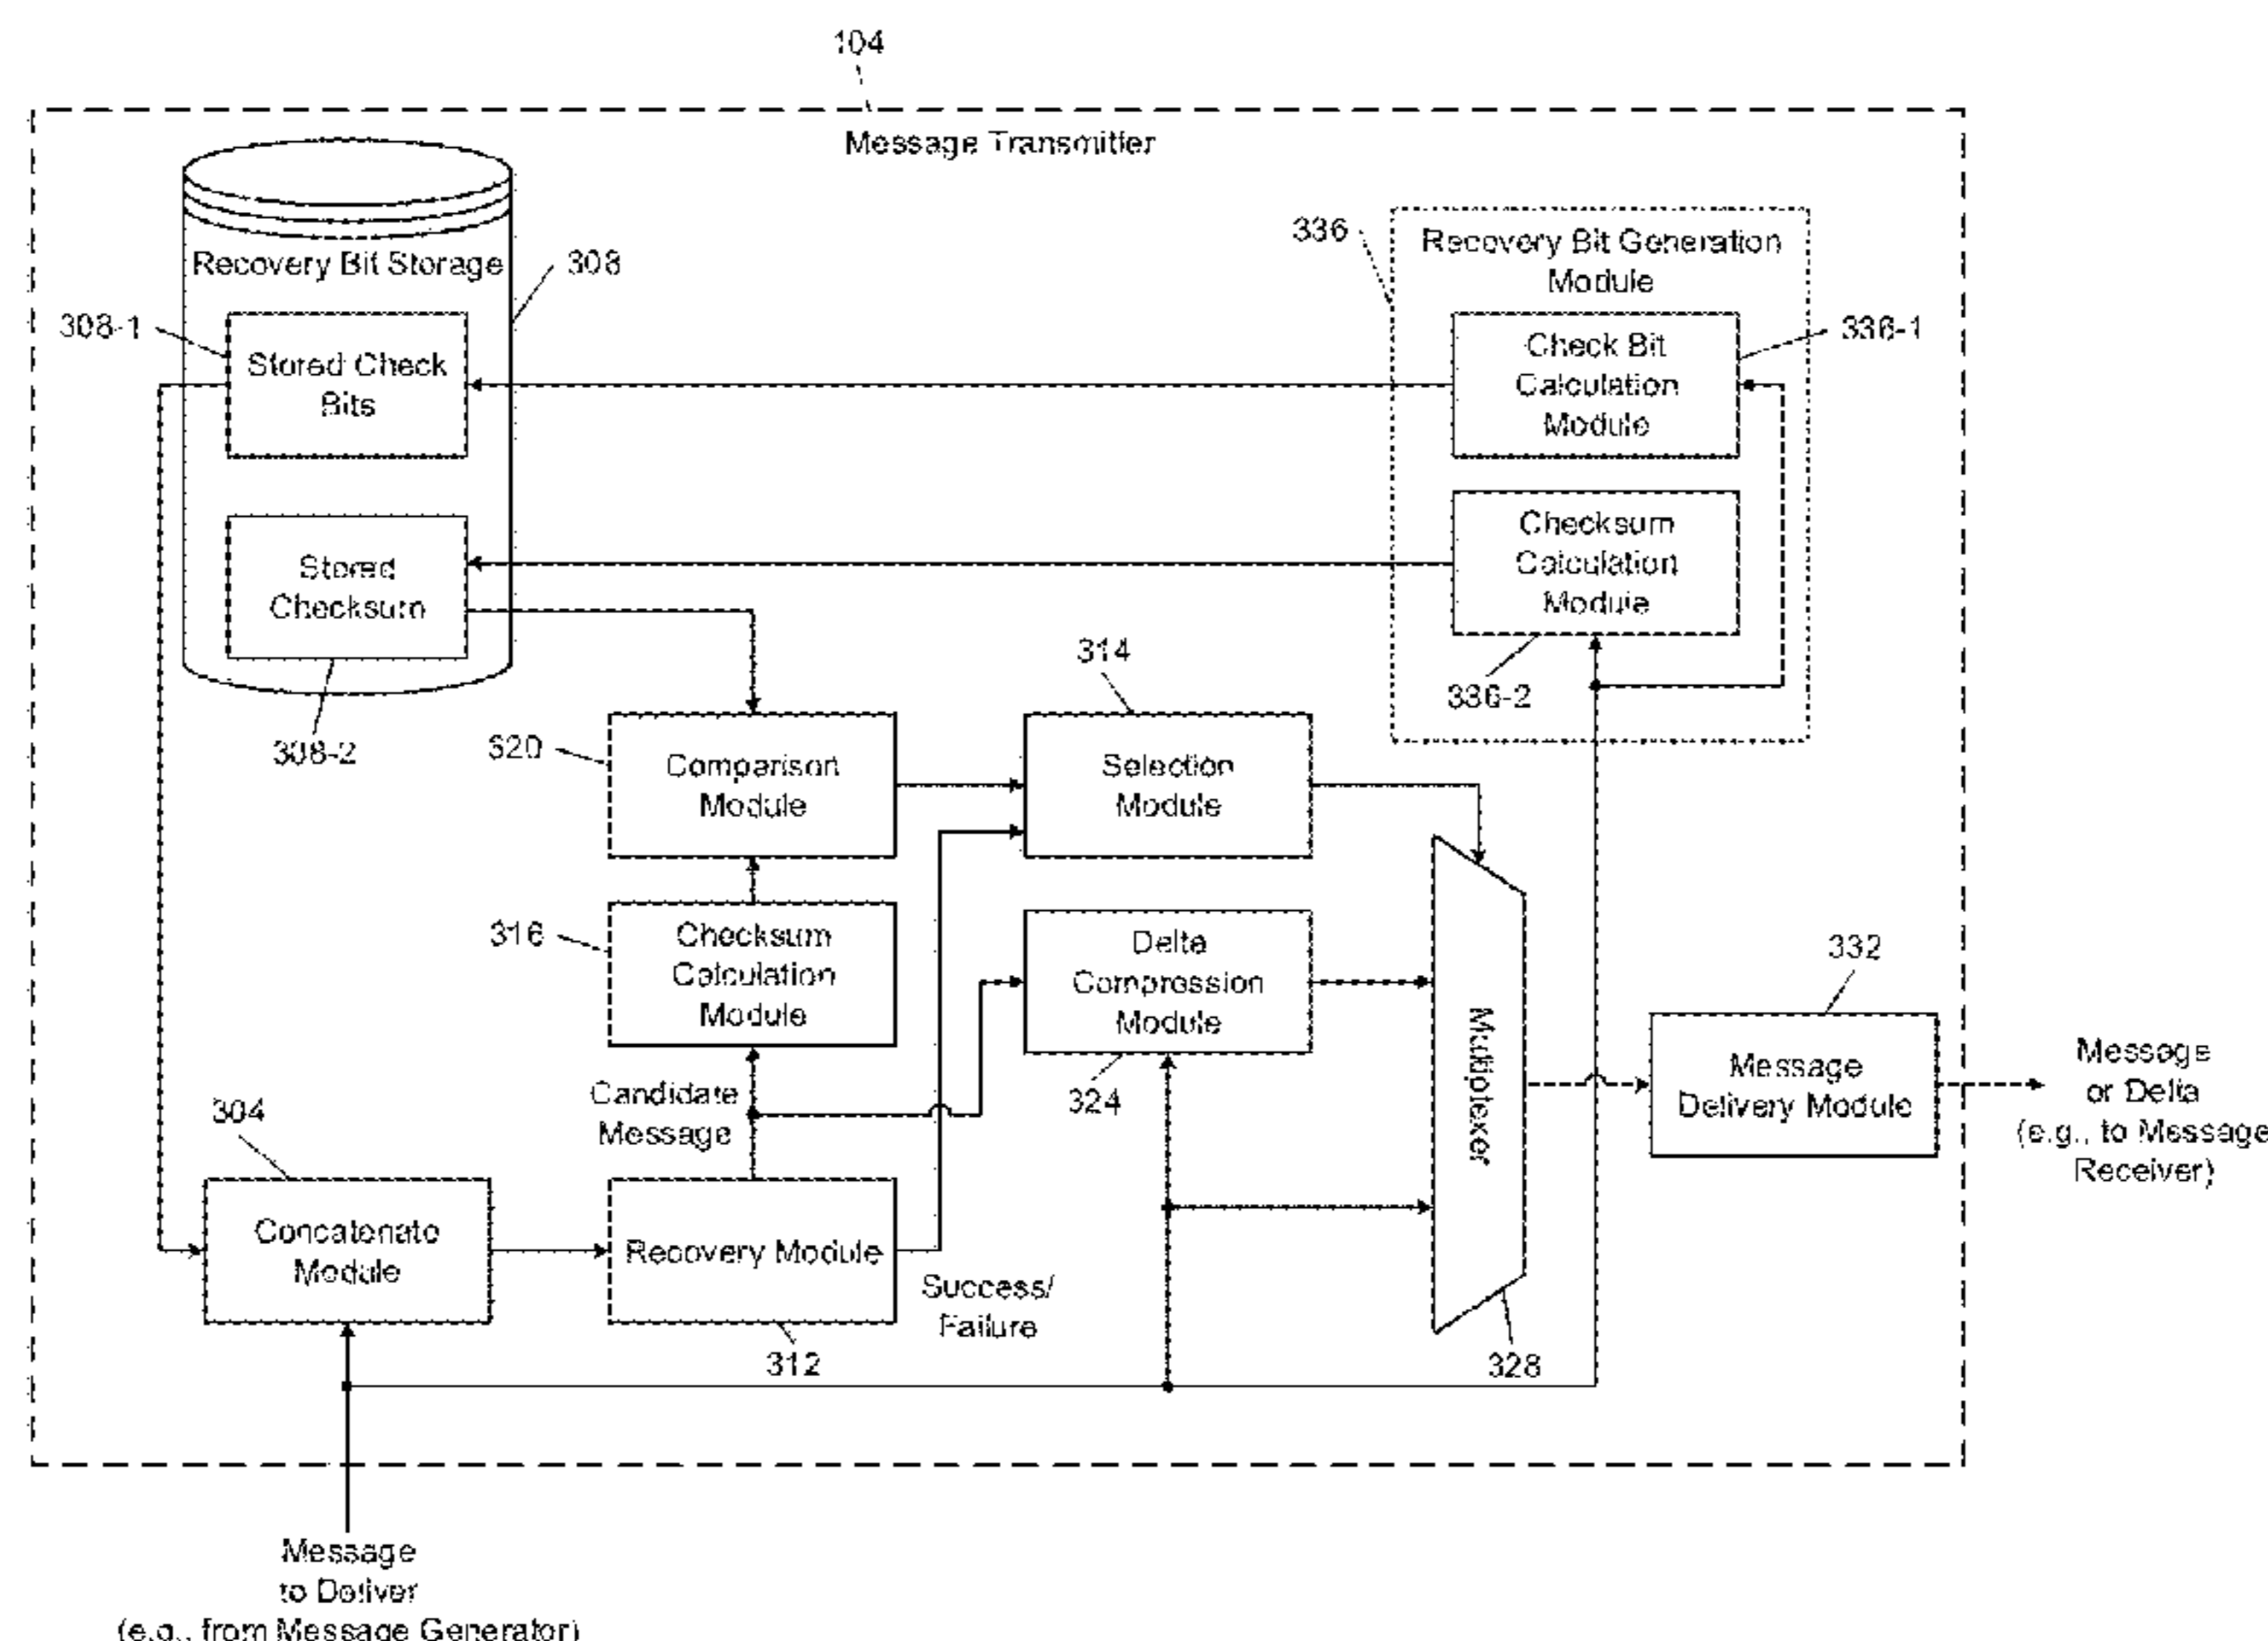 104
Message Transmitter
Recovery Bit Storage
308
308-1
Stored Check
Bits
Stored
Checksum
308-2
336
Recovery Bit Generation
Module
Check Bit
Calculation
Module
336-1
Checksum
Calculation
Module
336-2
320
Comparison
Module
314
Selection
Module
316
Checksum
Calculation
Module
Delta
Compression
Module
324
Multiplexer
328
332
Message
Delivery Module
Message
or Delta
(e.g., to Message
Receiver)
Candidate
Message
304
Concatenate
Module
Recovery Module
312
Success/
Failure
Message
to Deliver
(e.g., from Message Generator)